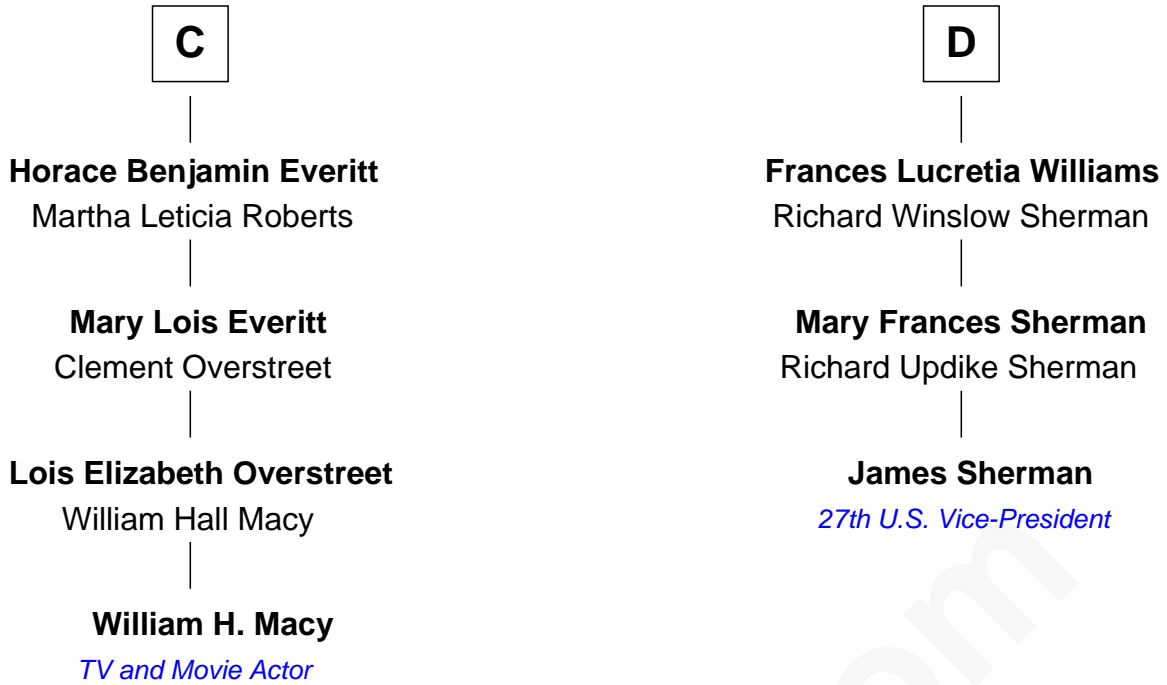 C
Horace Benjamin Everitt
Martha Leticia Roberts
Mary Lois Everitt
Clement Overstreet
Lois Elizabeth Overstreet
William Hall Macy
William H. Macy
TV and Movie Actor
D
Frances Lucretia Williams
Richard Winslow Sherman
Mary Frances Sherman
Richard Updike Sherman
James Sherman
27th U.S. Vice-President
om